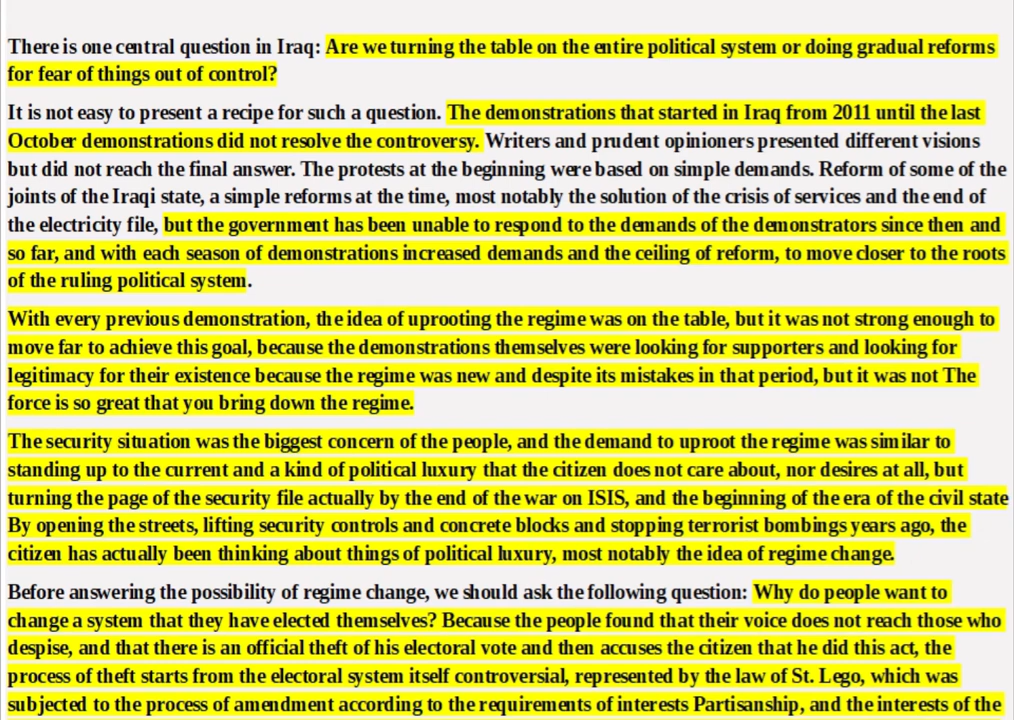 There is one central question in Iraq: Are we turning the table on the entire political system or doing gradual reforms
for fear of things out of control?
It is not easy to present a recipe for such a question. The demonstrations that started in Iraq from 2011 until the last
October demonstrations did not resolve the controversy. Writers and prudent opinioners presented different visions
but did not reach the final answer. The protests at the beginning were based on simple demands. Reform of some of the
joints of the Iraqi state, a simple reforms at the time, most notably the solution of the crisis of services and the end of
the electricity file, but the government has been unable to respond to the demands of the demonstrators since then and
so far, and with each season of demonstrations increased demands and the ceiling of reform, to move closer to the roots
of the ruling political system.
With every previous demonstration, the idea of uprooting the regime was on the table, but it was not strong enough to
move far to achieve this goal, because the demonstrations themselves were looking for supporters and looking for
legitimacy for their existence because the regime was new and despite its mistakes in that period, but it was not The
force is so great that you bring down the regime.
The security situation was the biggest concern of the people, and the demand to uproot the regime was similar to
standing up to the current and a kind of political luxury that the citizen does not care about, nor desires at all, but
turning the page of the security file actually by the end of the war on ISIS, and the beginning of the era of the civil state
By opening the streets, lifting security controls and concrete blocks and stopping terrorist bombings years ago, the
citizen has actually been thinking about things of political luxury, most notably the idea of regime change.
Before answering the possibility of regime change, we should ask the following question: Why do people want to
change a system that they have elected themselves? Because the people found that their voice does not reach those who
despise, and that there is an official theft of his electoral vote and then accuses the citizen that he did this act, the
process of theft starts from the electoral system itself controversial, represented by the law of St. Lego, which was
subjected to the process of amendment according to the requirements of interests Partisanship, and the interests of the